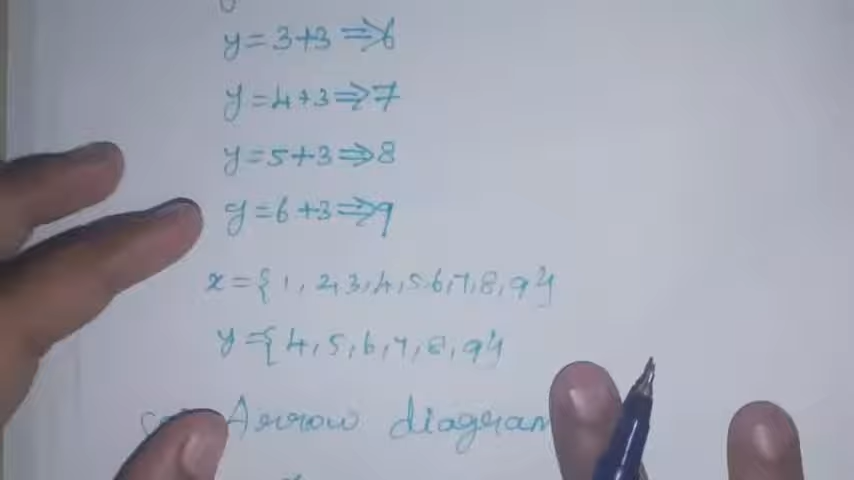 y = 3+3 ⇒ 6
y = 4+3 ⇒ 7
y = 5+3 ⇒ 8
y = 6+3 ⇒ 9
x = {1, 2, 3, 4, 5, 6, 7, 8, 9}
y = {4, 5, 6, 7, 8, 9}
Arrow diagram